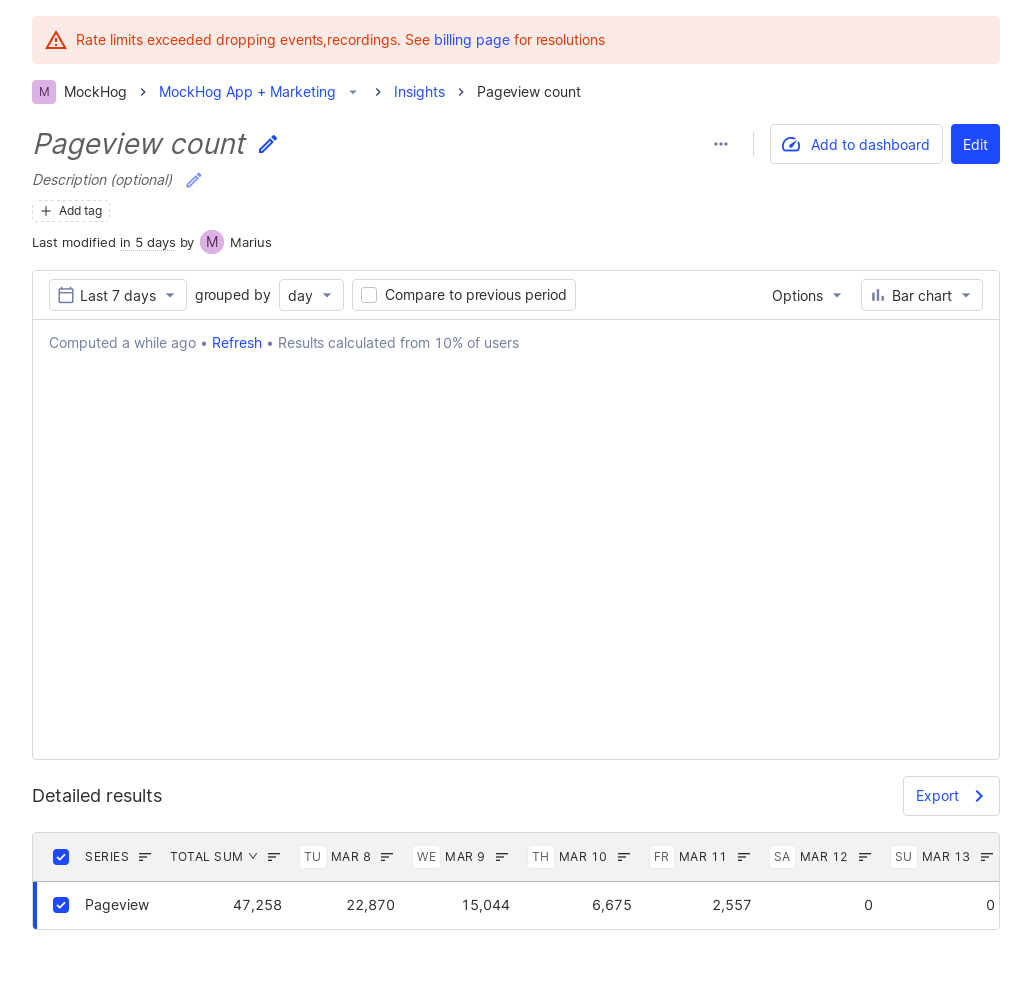 Rate limits exceeded dropping events,recordings. See billing page for resolutions
M MockHog MockHog App + Marketing Insights Pageview count
Pageview count
Add to dashboard Edit
Description (optional)
Add tag
Last modified in 5 days by M Marius
Last 7 days grouped by day Compare to previous period Options Bar chart
Computed a while ago • Refresh • Results calculated from 10% of users
Detailed results Export
SERIES TOTAL SUM TU MAR 8 WE MAR 9 TH MAR 10 FR MAR 11 SA MAR 12 SU MAR 13
Pageview 47,258 22,870 15,044 6,675 2,557 0 0